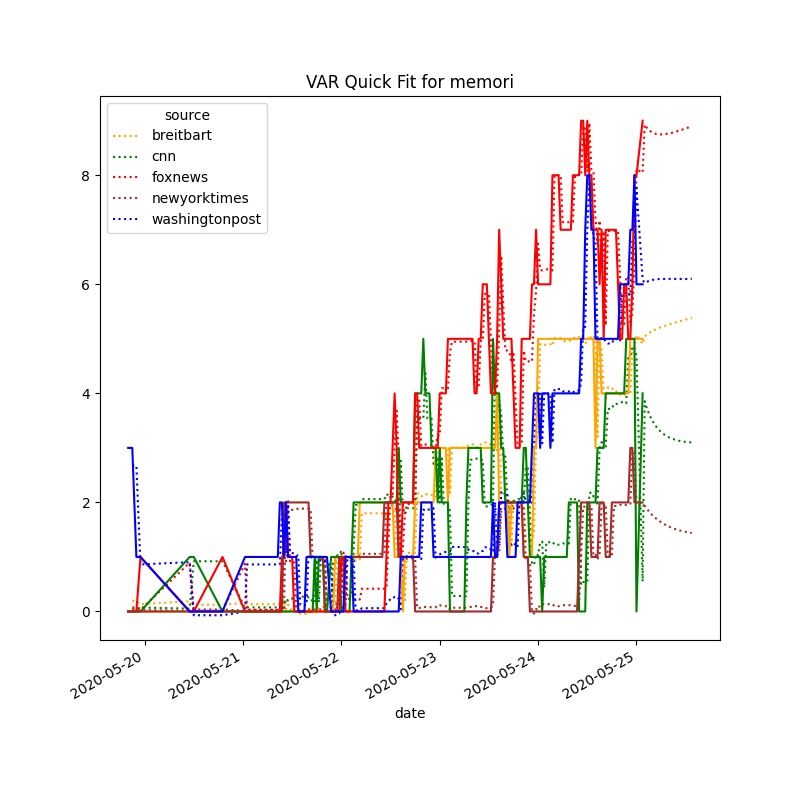 VAR Quick Fit for memori
source
breitbart
cnn
foxnews
newyorktimes
washingtonpost
8
6
4
2
0
2020-05-20
2020-05-21
2020-05-22
2020-05-23
2020-05-24
2020-05-25
date